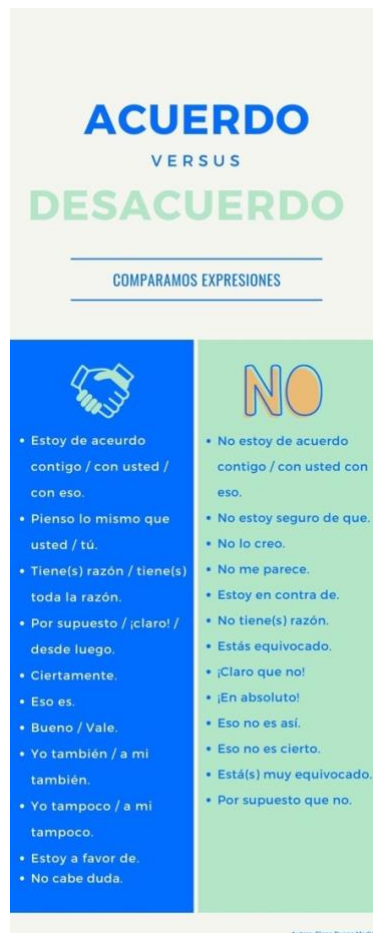 ACUERDO
VERSUS
DESACUERDO
COMPARAMOS EXPRESIONES
• Estoy de aceurdo
contigo / con usted /
con eso.
• Pienso lo mismo que
usted / tú.
• Tiene(s) razón / tiene(s)
toda la razón.
• Por supuesto / ¡claro! /
desde luego.
• Ciertamente.
• Eso es.
• Bueno / Vale.
• Yo también / a mi
también.
• Yo tampoco / a mi
tampoco.
• Estoy a favor de.
• No cabe duda.
NO
• No estoy de acuerdo
contigo / con usted con
eso.
• No estoy seguro de que.
• No lo creo.
• No me parece.
• Estoy en contra de.
• No tiene(s) razón.
• Estás equivocado.
• ¡Claro que no!
• ¡En absoluto!
• Eso no es así.
• Eso no es cierto.
• Está(s) muy equivocado.
• Por supuesto que no.